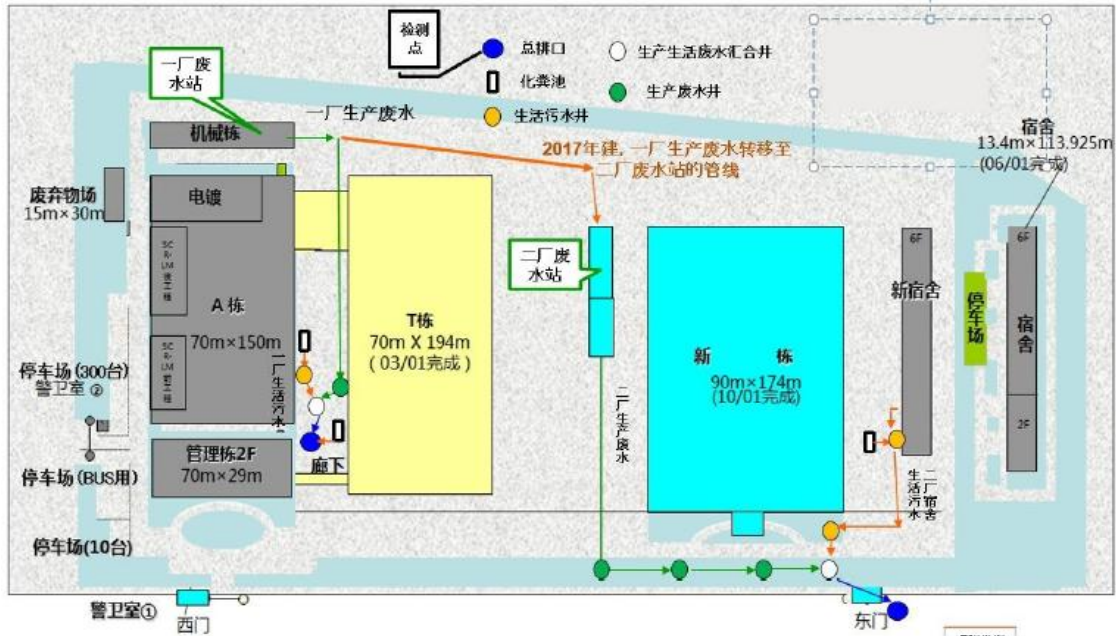 检测
点
总排口
生产生活废水汇合井
化粪池
生产废水井
生活污水井
一厂废
水站
一厂生产废水
机械栋
2017年建, 一厂生产废水转移至
二厂废水站的管线
宿舍
13.4m×113.925m
(06/01完成)
废弃物场
15m×30m
电镀
二厂废
水站
6F
6F
新宿舍
停车场
宿舍
A 栋
70m×150m
T栋
70m X 194m
( 03/01完成 )
新 栋
90m×174m
(10/01完成)
停车场 (300台)
警卫室 ②
一厂生活污水
二厂生产废水
2F
管理栋2F
70m×29m
廊下
停车场 (BUS用)
二厂宿舍
生活污水
停车场(10台)
警卫室①
西门
东门